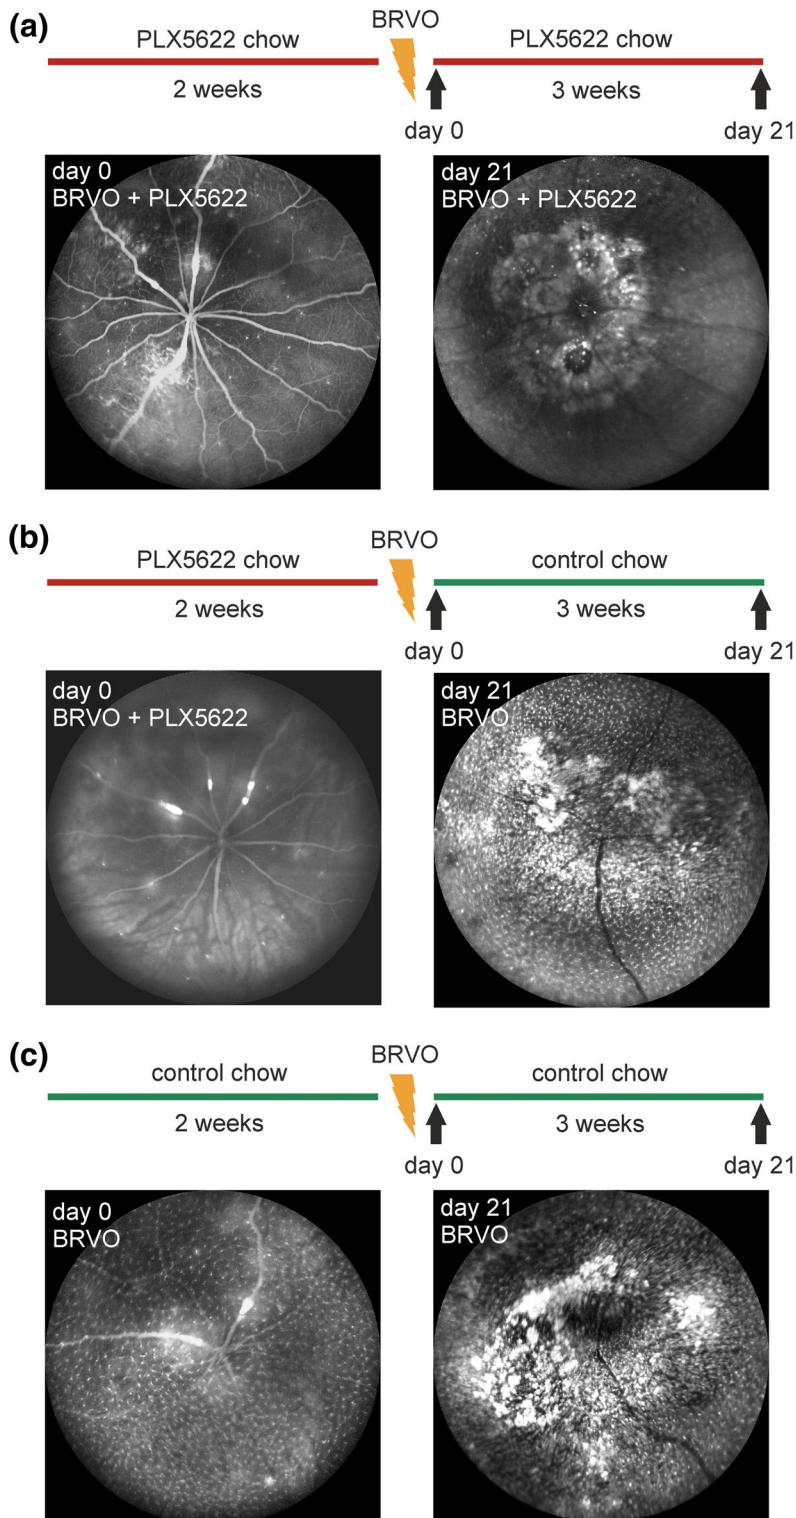 (a)
BRVO
PLX5622 chow
PLX5622 chow
2 weeks
3 weeks
day 0
day 21
day 0
BRVO + PLX5622
day 21
BRVO + PLX5622
(b)
BRVO
PLX5622 chow
control chow
2 weeks
3 weeks
day 0
day 21
day 0
BRVO + PLX5622
day 21
BRVO
(c)
BRVO
control chow
control chow
2 weeks
3 weeks
day 0
day 21
day 0
BRVO
day 21
BRVO